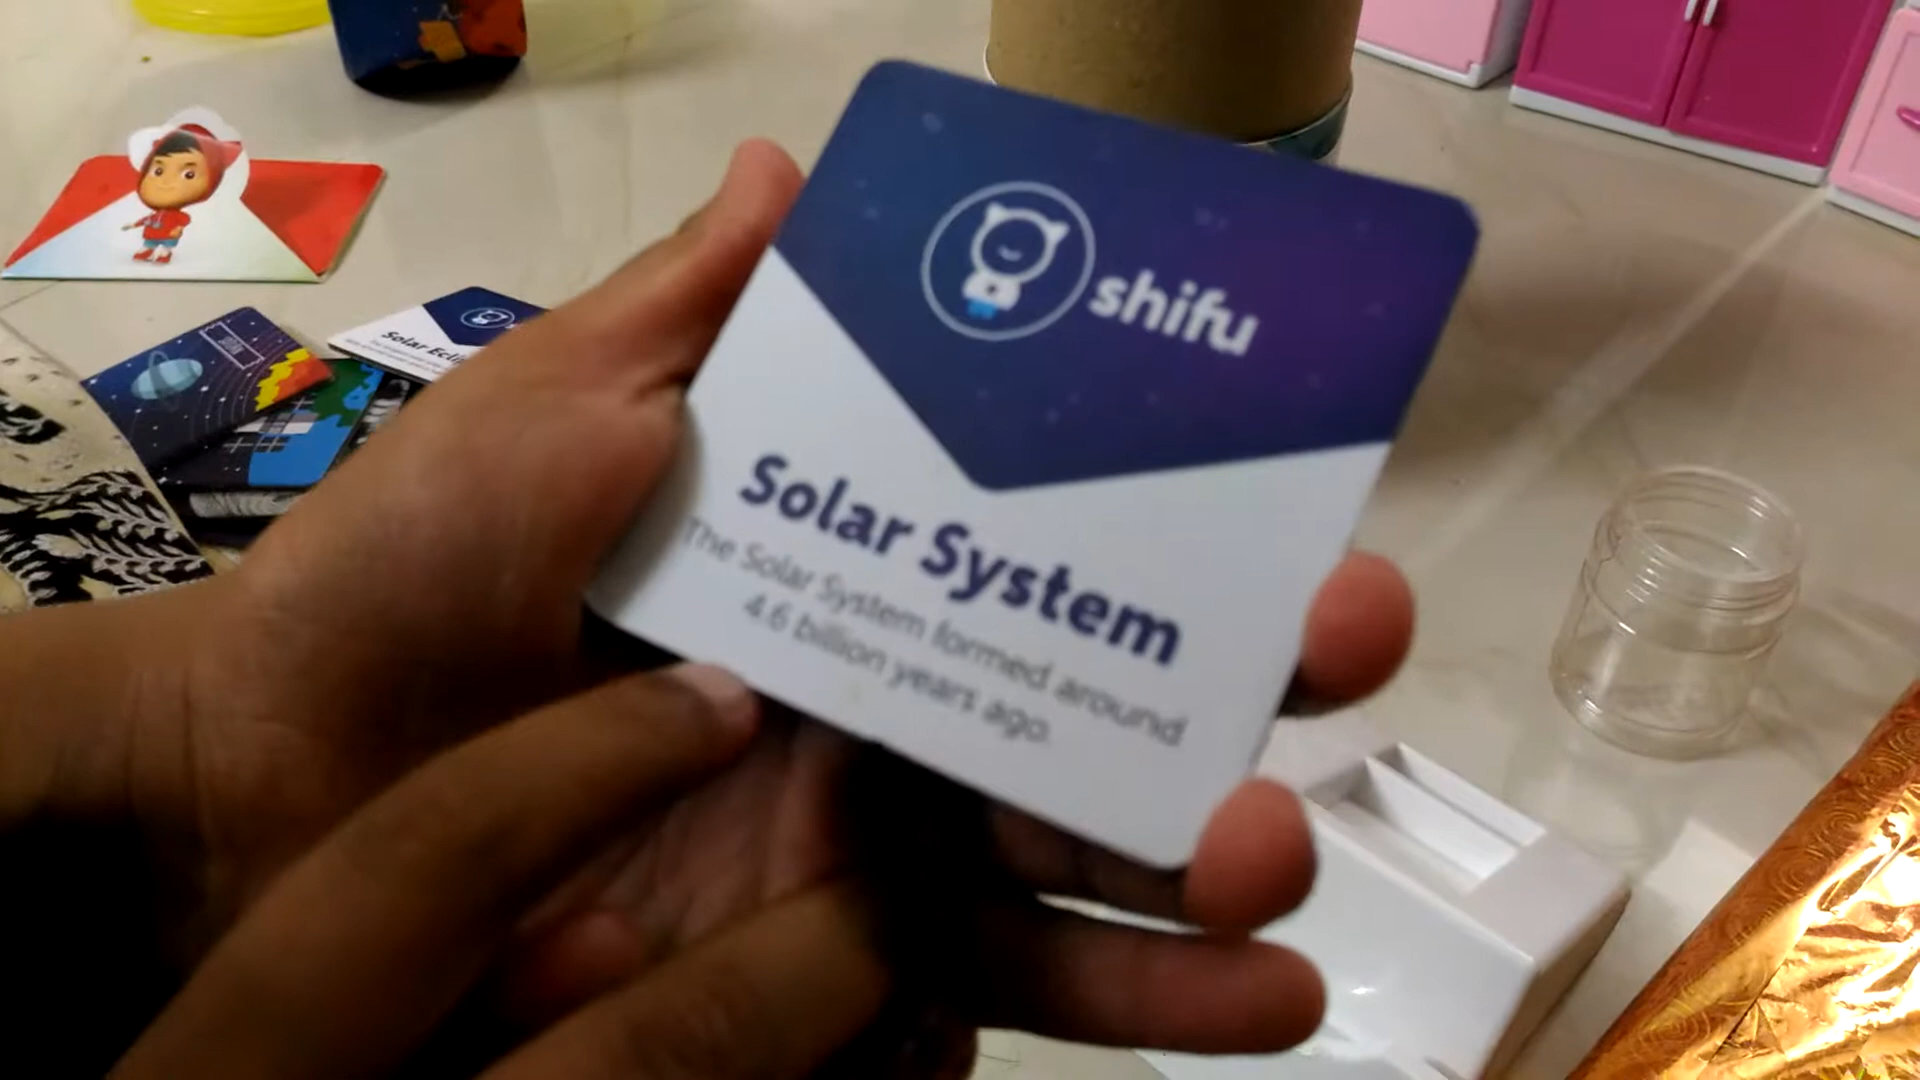 shifu
Solar System
The Solar System formed around
4.6 billion years ago.
Solar Ecli